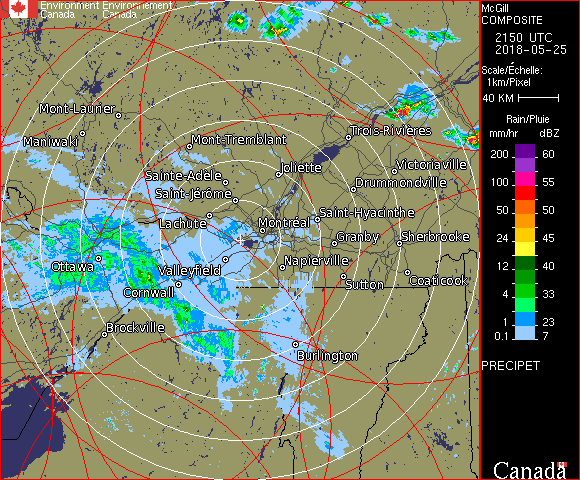 Environment Environnement
Canada Canada
McGill
COMPOSITE
2150 UTC
2018-05-25
Scale/Échelle:
1km/Pixel
40 KM
Rain/Pluie
mm/hr dBZ
200 60
100 55
50 50
24 45
12 40
4 33
1 23
0.1 7
PRECIPET
Canada
Mont-Laurier
Maniwaki
Mont-Tremblant
Trois-Rivières
Sainte-Adèle
Joliette
Victoriaville
Saint-Jérôme
Drummondville
Lachute
Montréal
Saint-Hyacinthe
Granby
Sherbrooke
Ottawa
Valleyfield
Napierville
Cornwall
Sutton
Coaticook
Brockville
Burlington